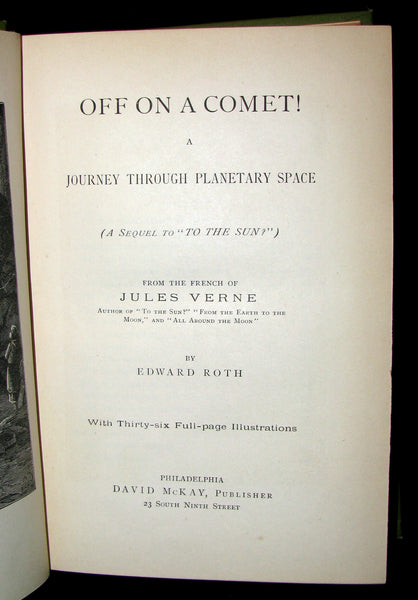 OFF ON A COMET!
A
JOURNEY THROUGH PLANETARY SPACE
(A SEQUEL TO "TO THE SUN?")
FROM THE FRENCH OF
JULES VERNE
AUTHOR OF "TO THE SUN?" "FROM THE EARTH TO THE
MOON," AND "ALL AROUND THE MOON"
BY
EDWARD ROTH
With Thirty-six Full-page Illustrations
PHILADELPHIA
DAVID McKAY, PUBLISHER
23 SOUTH NINTH STREET